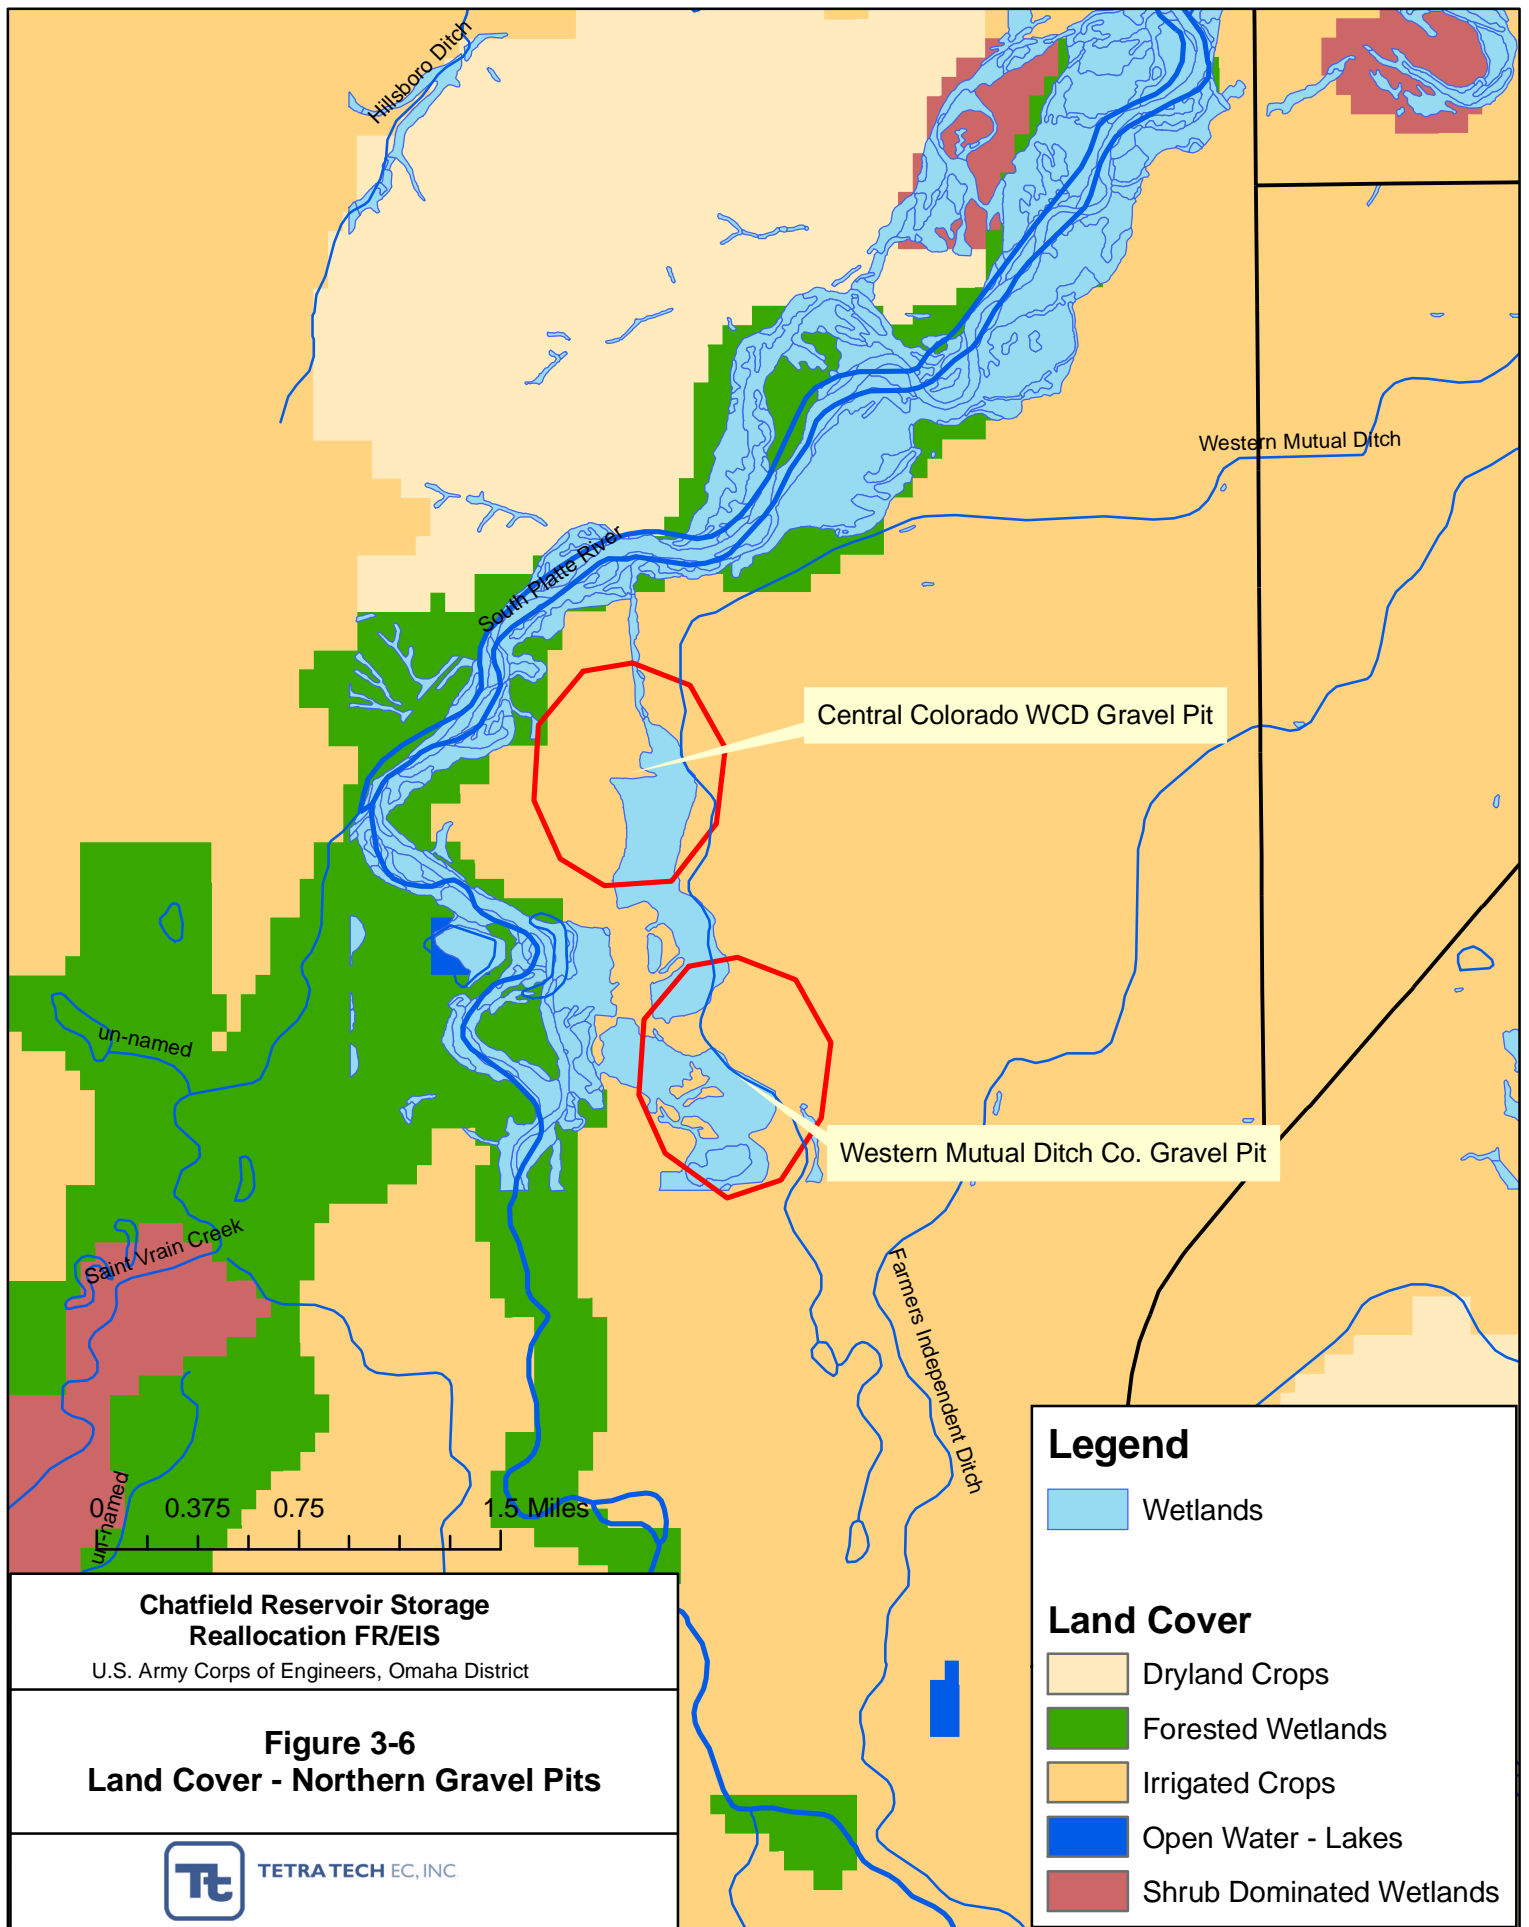 Hillsboro Ditch
Western Mutual Ditch
South Platte River
Central Colorado WCD Gravel Pit
un-named
Western Mutual Ditch Co. Gravel Pit
Saint Vrain Creek
Farmers Independent Ditch
un-named
0 0.375 0.75 1.5 Miles
Legend
Wetlands
Land Cover
Dryland Crops
Forested Wetlands
Irrigated Crops
Open Water - Lakes
Shrub Dominated Wetlands
Chatfield Reservoir Storage
Reallocation FR/EIS
U.S. Army Corps of Engineers, Omaha District
Figure 3-6
Land Cover - Northern Gravel Pits
Tt TETRA TECH EC, INC